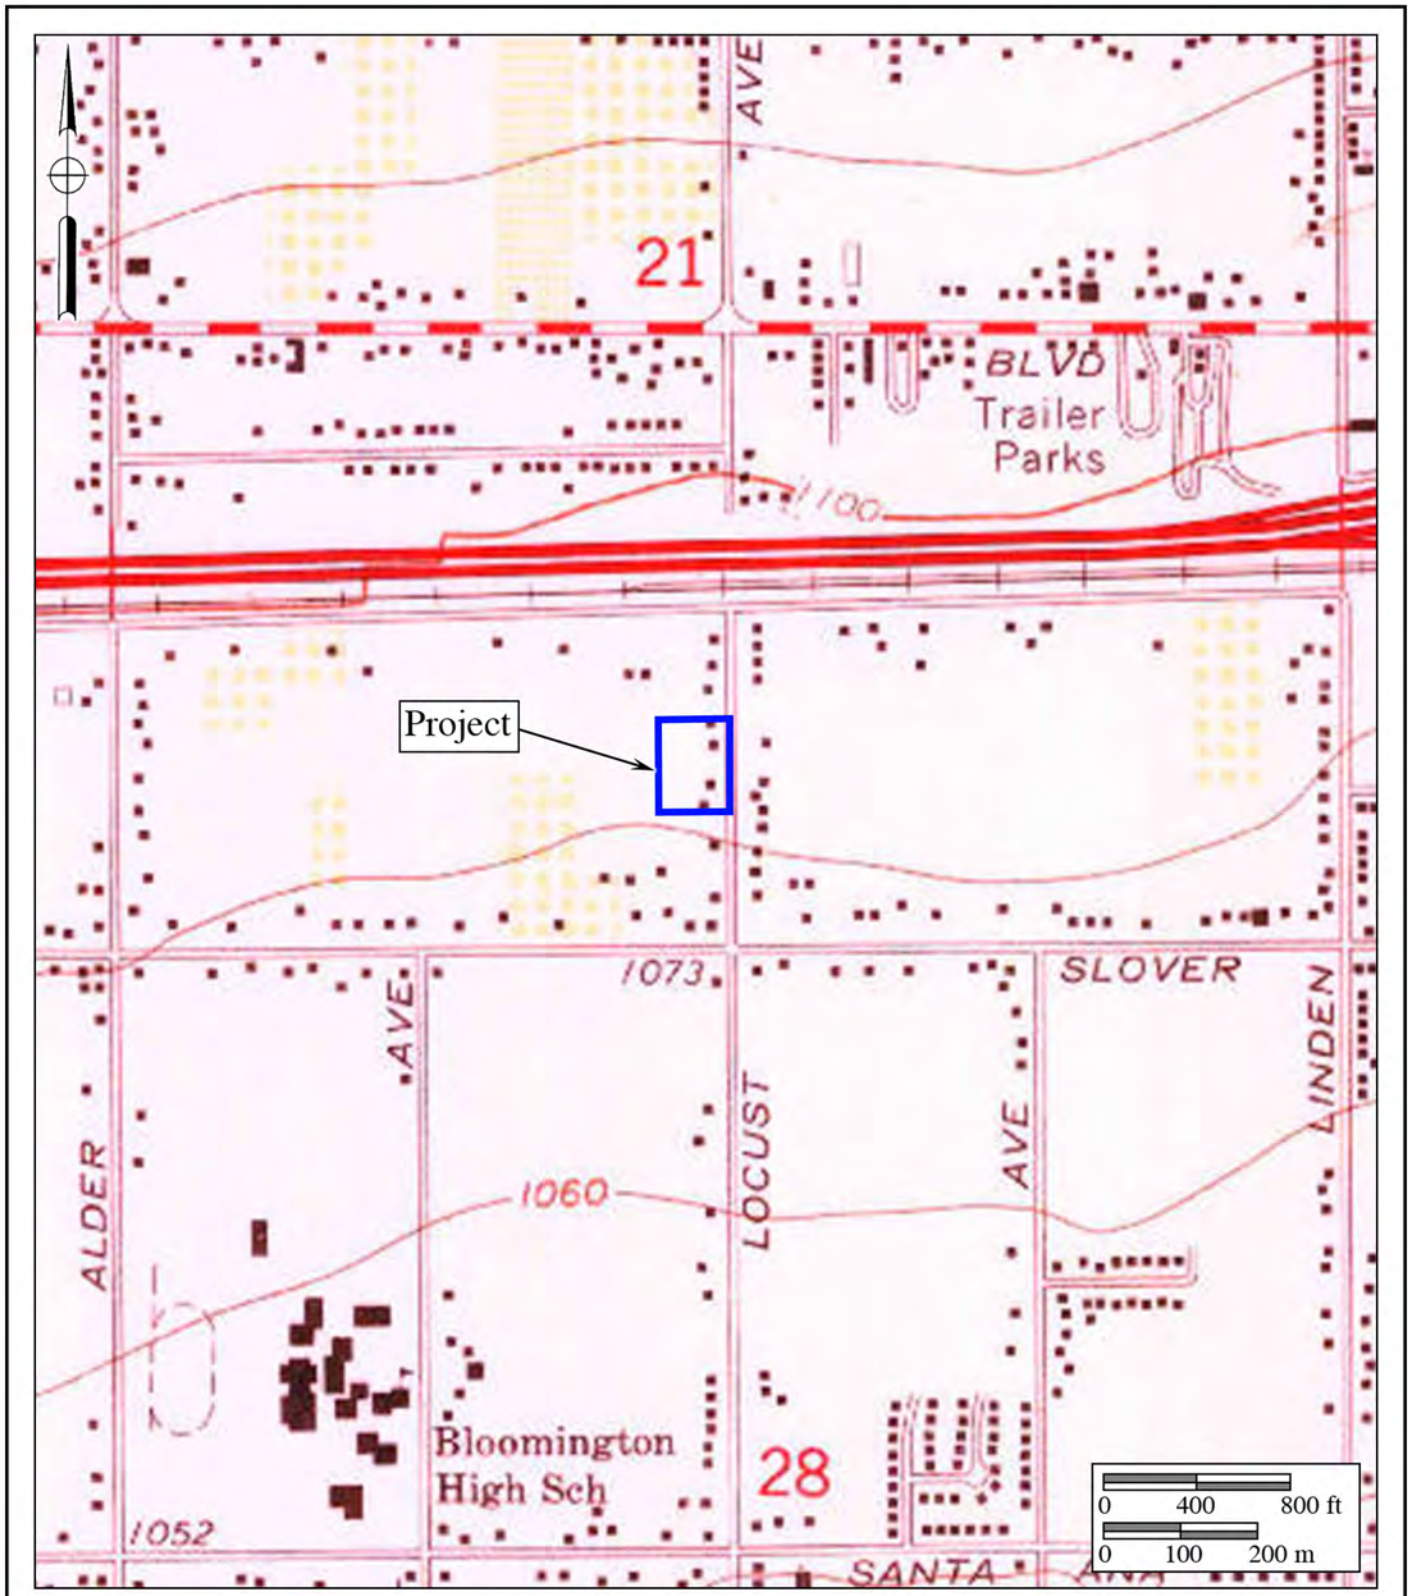 AVE
21
BLVD
Trailer
Parks
1100
Project
1073
SLOVER
AVE
LINDEN
LOCUST
AVE
ALDER
1060
Bloomington
High Sch
28
0 400 800 ft
0 100 200 m
1052
SANTA ANA